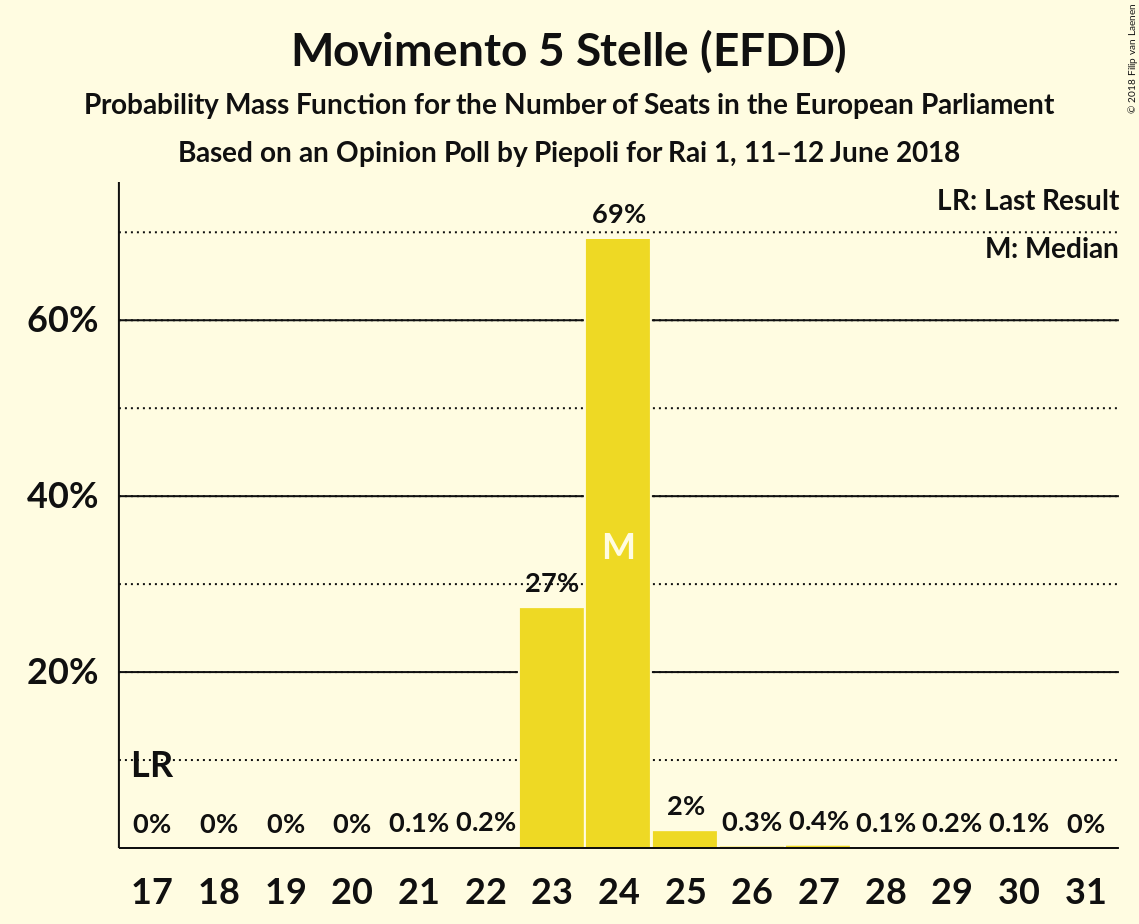 Movimento 5 Stelle (EFDD)
Probability Mass Function for the Number of Seats in the European Parliament
Based on an Opinion Poll by Piepoli for Rai 1, 11–12 June 2018
© 2018 Filip van Laenen
LR: Last Result
M: Median
69%
60%
40%
M
27%
20%
LR
0% 0% 0% 0% 0.1% 0.2% 2% 0.3% 0.4% 0.1% 0.2% 0.1% 0%
17 18 19 20 21 22 23 24 25 26 27 28 29 30 31